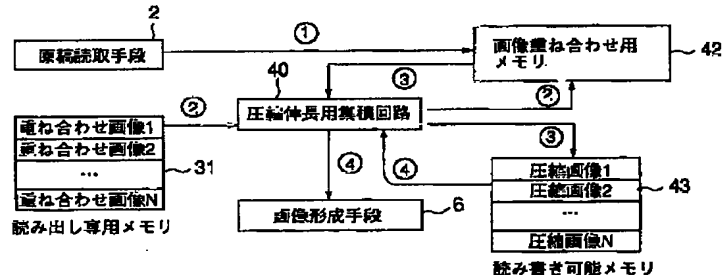 2
原稿読取手段
①
画像重ね合わせ用
メモリ
42
③
40
圧縮伸長用集積回路
②
②
③
重ね合わせ画像1
重ね合わせ画像2
…
重ね合わせ画像N
31
読み出し専用メモリ
④
④
画像形成手段
6
圧縮画像1
圧縮画像2
…
圧縮画像N
43
読み書き可能メモリ